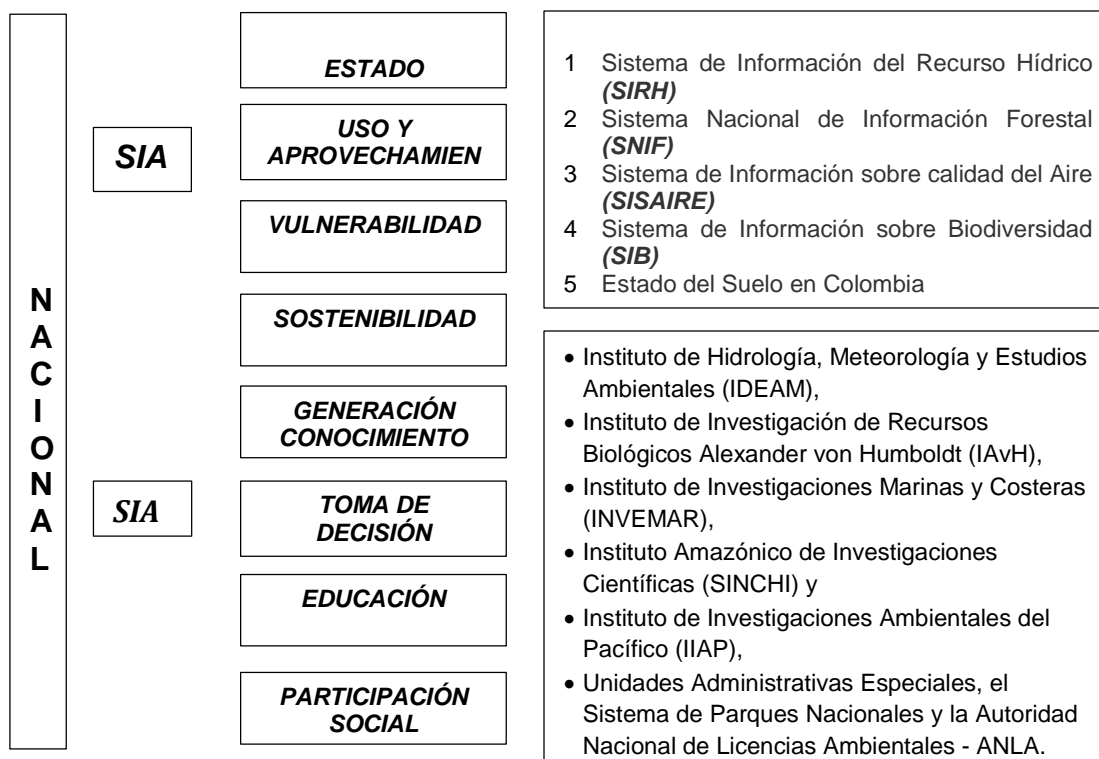 NACIONAL
SIA
SIA
ESTADO
USO Y
APROVECHAMIEN
VULNERABILIDAD
SOSTENIBILIDAD
GENERACIÓN
CONOCIMIENTO
TOMA DE
DECISIÓN
EDUCACIÓN
PARTICIPACIÓN
SOCIAL
1 Sistema de Información del Recurso Hídrico
(SIRH)
2 Sistema Nacional de Información Forestal
(SNIF)
3 Sistema de Información sobre calidad del Aire
(SISAIRE)
4 Sistema de Información sobre Biodiversidad
(SIB)
5 Estado del Suelo en Colombia
• Instituto de Hidrología, Meteorología y Estudios
Ambientales (IDEAM),
• Instituto de Investigación de Recursos
Biológicos Alexander von Humboldt (IAvH),
• Instituto de Investigaciones Marinas y Costeras
(INVEMAR),
• Instituto Amazónico de Investigaciones
Científicas (SINCHI) y
• Instituto de Investigaciones Ambientales del
Pacífico (IIAP),
• Unidades Administrativas Especiales, el
Sistema de Parques Nacionales y la Autoridad
Nacional de Licencias Ambientales - ANLA.